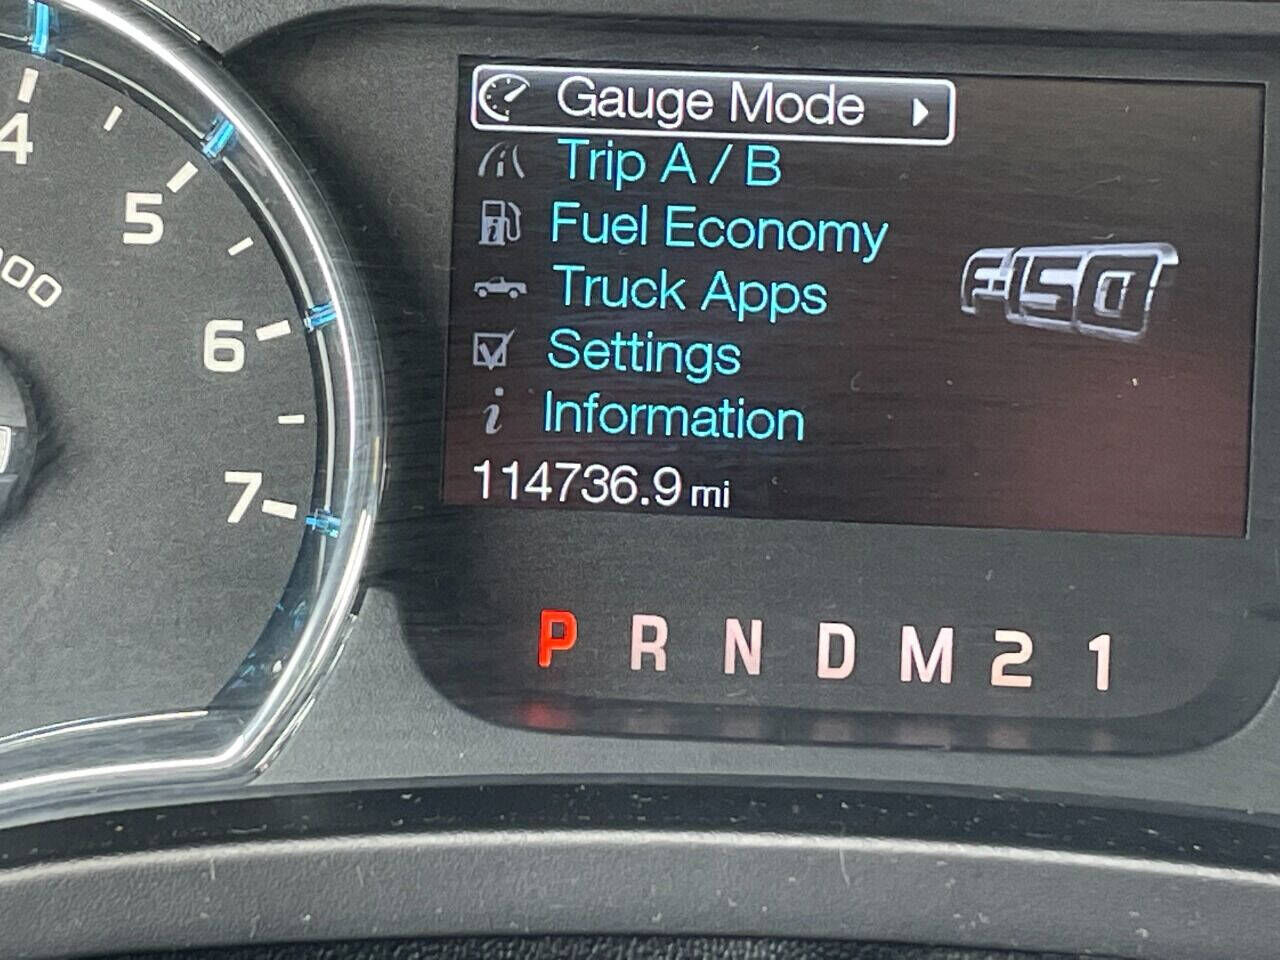 4
5
6
7
000
Gauge Mode
Trip A / B
Fuel Economy
Truck Apps
Settings
Information
114736.9 mi
F-150
P R N D M 2 1